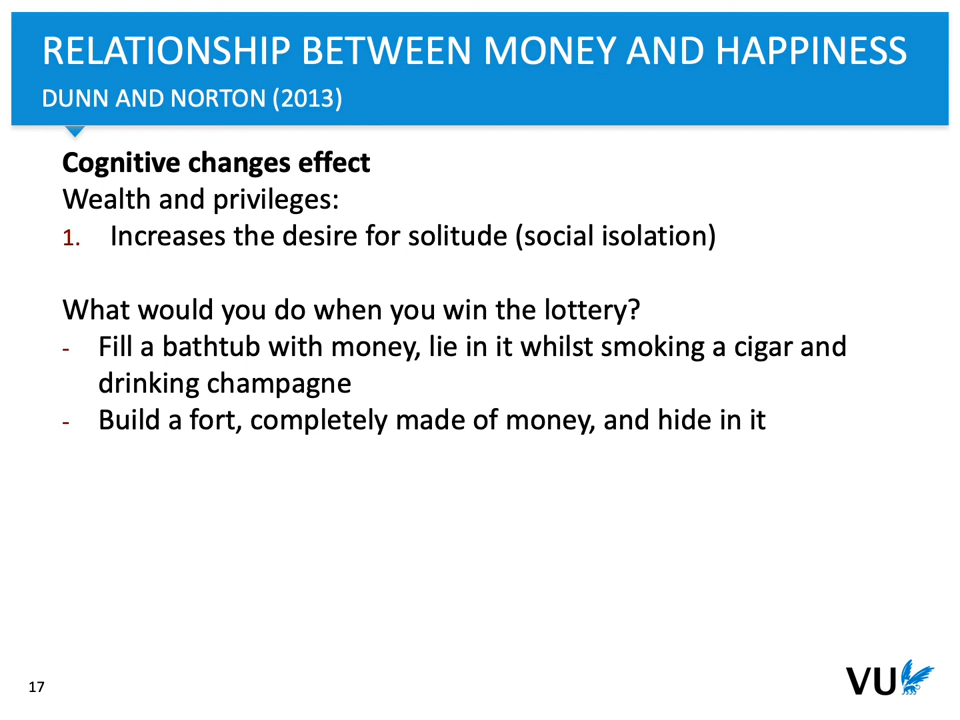 RELATIONSHIP BETWEEN MONEY AND HAPPINESS
DUNN AND NORTON (2013)
Cognitive changes effect
Wealth and privileges:
1. Increases the desire for solitude (social isolation)
What would you do when you win the lottery?
- Fill a bathtub with money, lie in it whilst smoking a cigar and
drinking champagne
- Build a fort, completely made of money, and hide in it
17
VU